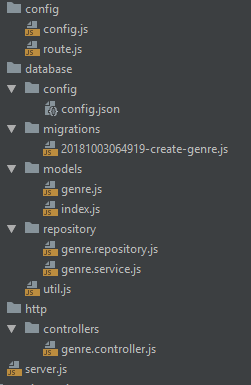 config
config.js
route.js
database
config
config.json
migrations
20181003064919-create-genre.js
models
genre.js
index.js
repository
genre.repository.js
genre.service.js
util.js
http
controllers
genre.controller.js
server.js